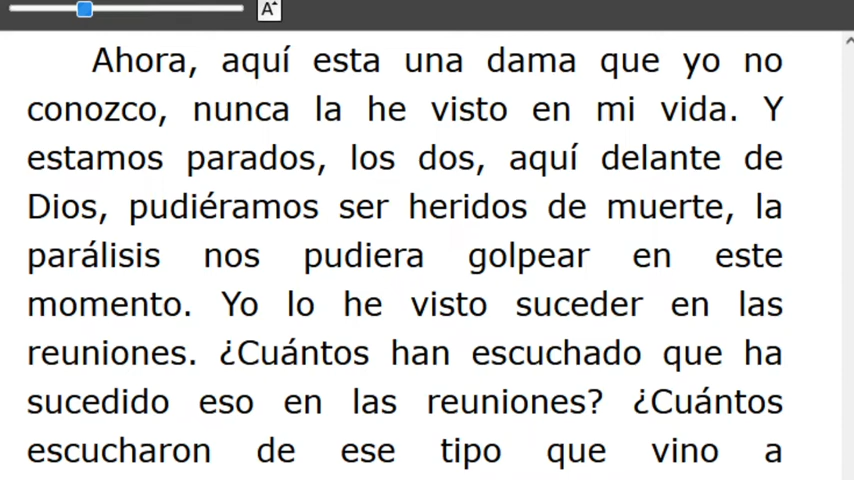 A
Ahora, aquí esta una dama que yo no
conozco, nunca la he visto en mi vida. Y
estamos parados, los dos, aquí delante de
Dios, pudiéramos ser heridos de muerte, la
parálisis nos pudiera golpear en este
momento. Yo lo he visto suceder en las
reuniones. ¿Cuántos han escuchado que ha
sucedido eso en las reuniones? ¿Cuántos
escucharon de ese tipo que vino a